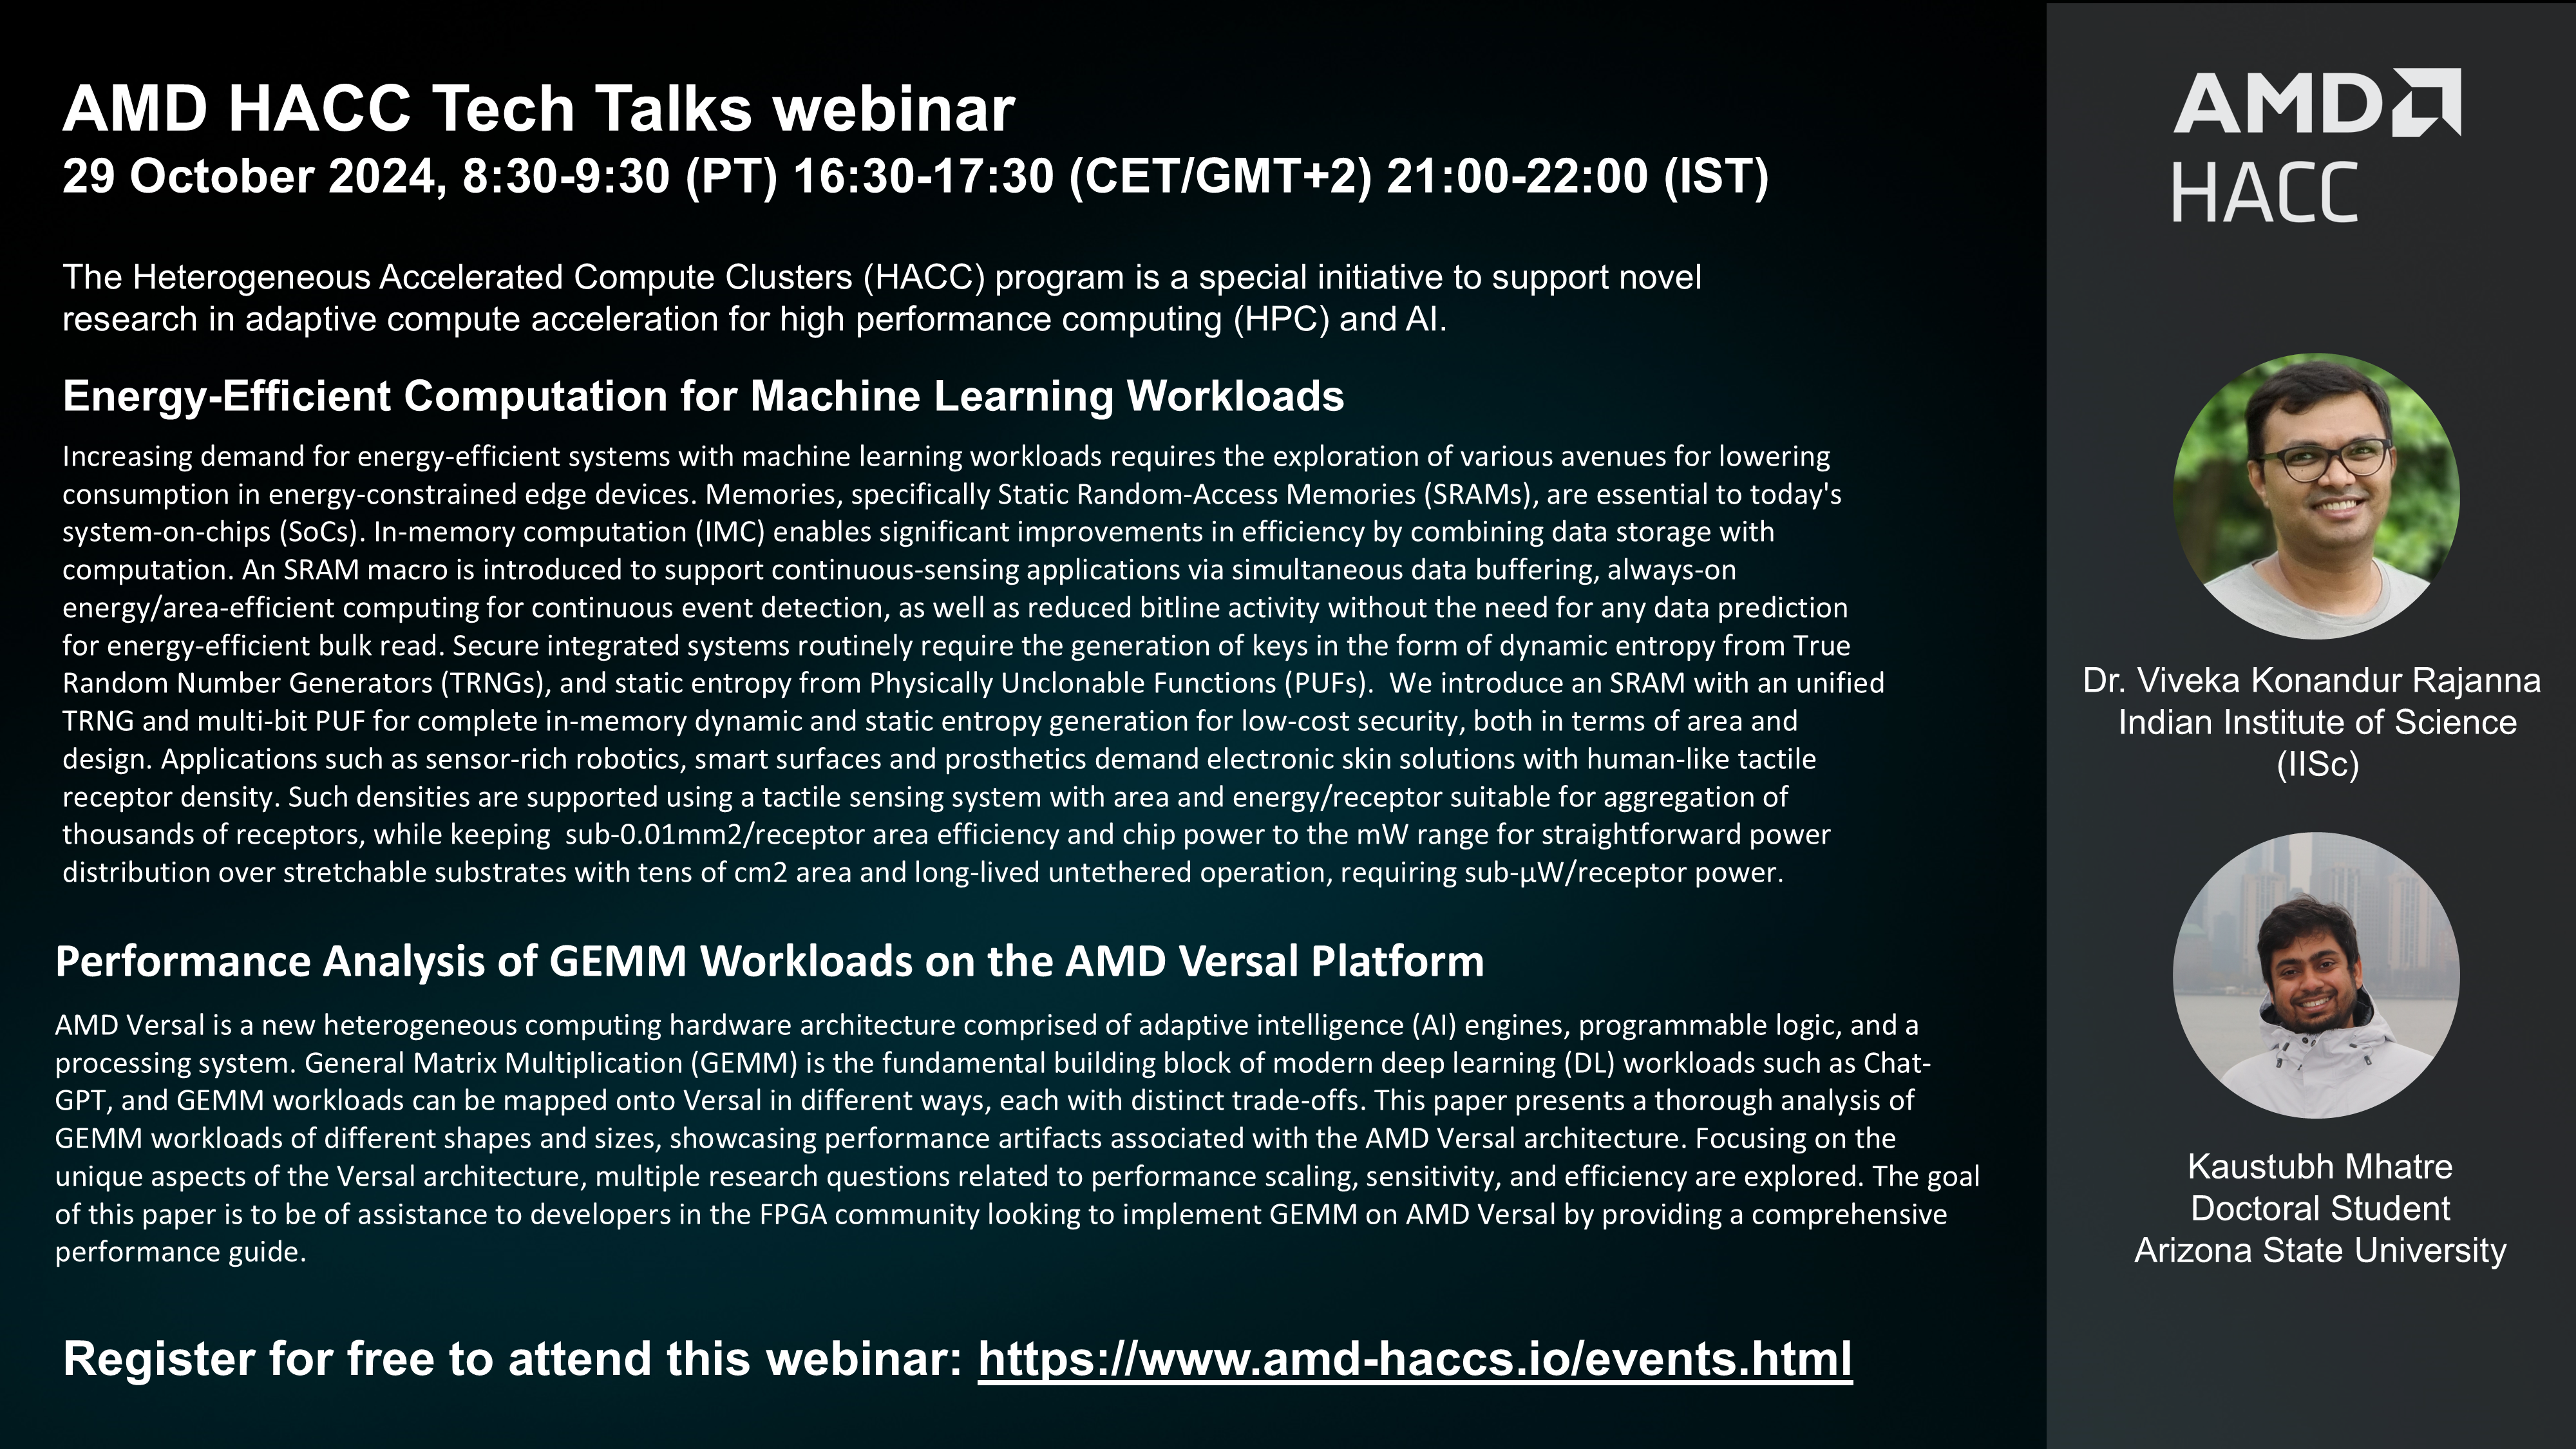 AMD HACC Tech Talks webinar
29 October 2024, 8:30-9:30 (PT) 16:30-17:30 (CET/GMT+2) 21:00-22:00 (IST)
The Heterogeneous Accelerated Compute Clusters (HACC) program is a special initiative to support novel
research in adaptive compute acceleration for high performance computing (HPC) and AI.
Energy-Efficient Computation for Machine Learning Workloads
Increasing demand for energy-efficient systems with machine learning workloads requires the exploration of various avenues for lowering
consumption in energy-constrained edge devices. Memories, specifically Static Random-Access Memories (SRAMs), are essential to today's
system-on-chips (SoCs). In-memory computation (IMC) enables significant improvements in efficiency by combining data storage with
computation. An SRAM macro is introduced to support continuous-sensing applications via simultaneous data buffering, always-on
energy/area-efficient computing for continuous event detection, as well as reduced bitline activity without the need for any data prediction
for energy-efficient bulk read. Secure integrated systems routinely require the generation of keys in the form of dynamic entropy from True
Random Number Generators (TRNGs), and static entropy from Physically Unclonable Functions (PUFs).  We introduce an SRAM with an unified
TRNG and multi-bit PUF for complete in-memory dynamic and static entropy generation for low-cost security, both in terms of area and
design. Applications such as sensor-rich robotics, smart surfaces and prosthetics demand electronic skin solutions with human-like tactile
receptor density. Such densities are supported using a tactile sensing system with area and energy/receptor suitable for aggregation of
thousands of receptors, while keeping  sub-0.01mm2/receptor area efficiency and chip power to the mW range for straightforward power
distribution over stretchable substrates with tens of cm2 area and long-lived untethered operation, requiring sub-μW/receptor power.
Performance Analysis of GEMM Workloads on the AMD Versal Platform
AMD Versal is a new heterogeneous computing hardware architecture comprised of adaptive intelligence (AI) engines, programmable logic, and a
processing system. General Matrix Multiplication (GEMM) is the fundamental building block of modern deep learning (DL) workloads such as Chat-
GPT, and GEMM workloads can be mapped onto Versal in different ways, each with distinct trade-offs. This paper presents a thorough analysis of
GEMM workloads of different shapes and sizes, showcasing performance artifacts associated with the AMD Versal architecture. Focusing on the
unique aspects of the Versal architecture, multiple research questions related to performance scaling, sensitivity, and efficiency are explored. The goal
of this paper is to be of assistance to developers in the FPGA community looking to implement GEMM on AMD Versal by providing a comprehensive
performance guide.
Register for free to attend this webinar: https://www.amd-haccs.io/events.html
AMD
HACC
Dr. Viveka Konandur Rajanna
Indian Institute of Science
(IISc)
Kaustubh Mhatre
Doctoral Student
Arizona State University